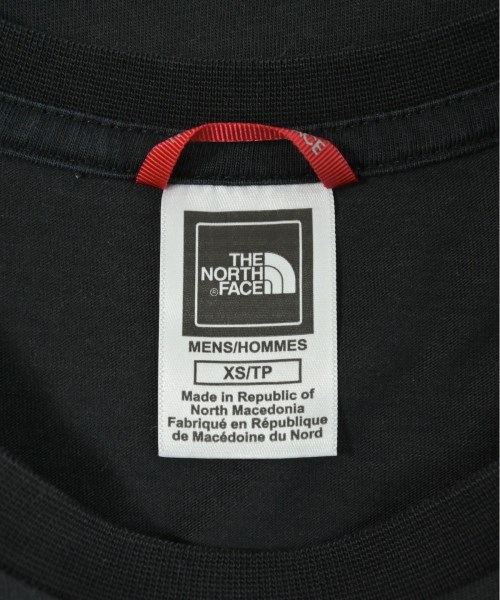 FACE
THE
NORTH
FACE®
MENS/HOMMES
XS/TP
Made in Republic of
North Macedonia
Fabriqué en République
de Macédoine du Nord